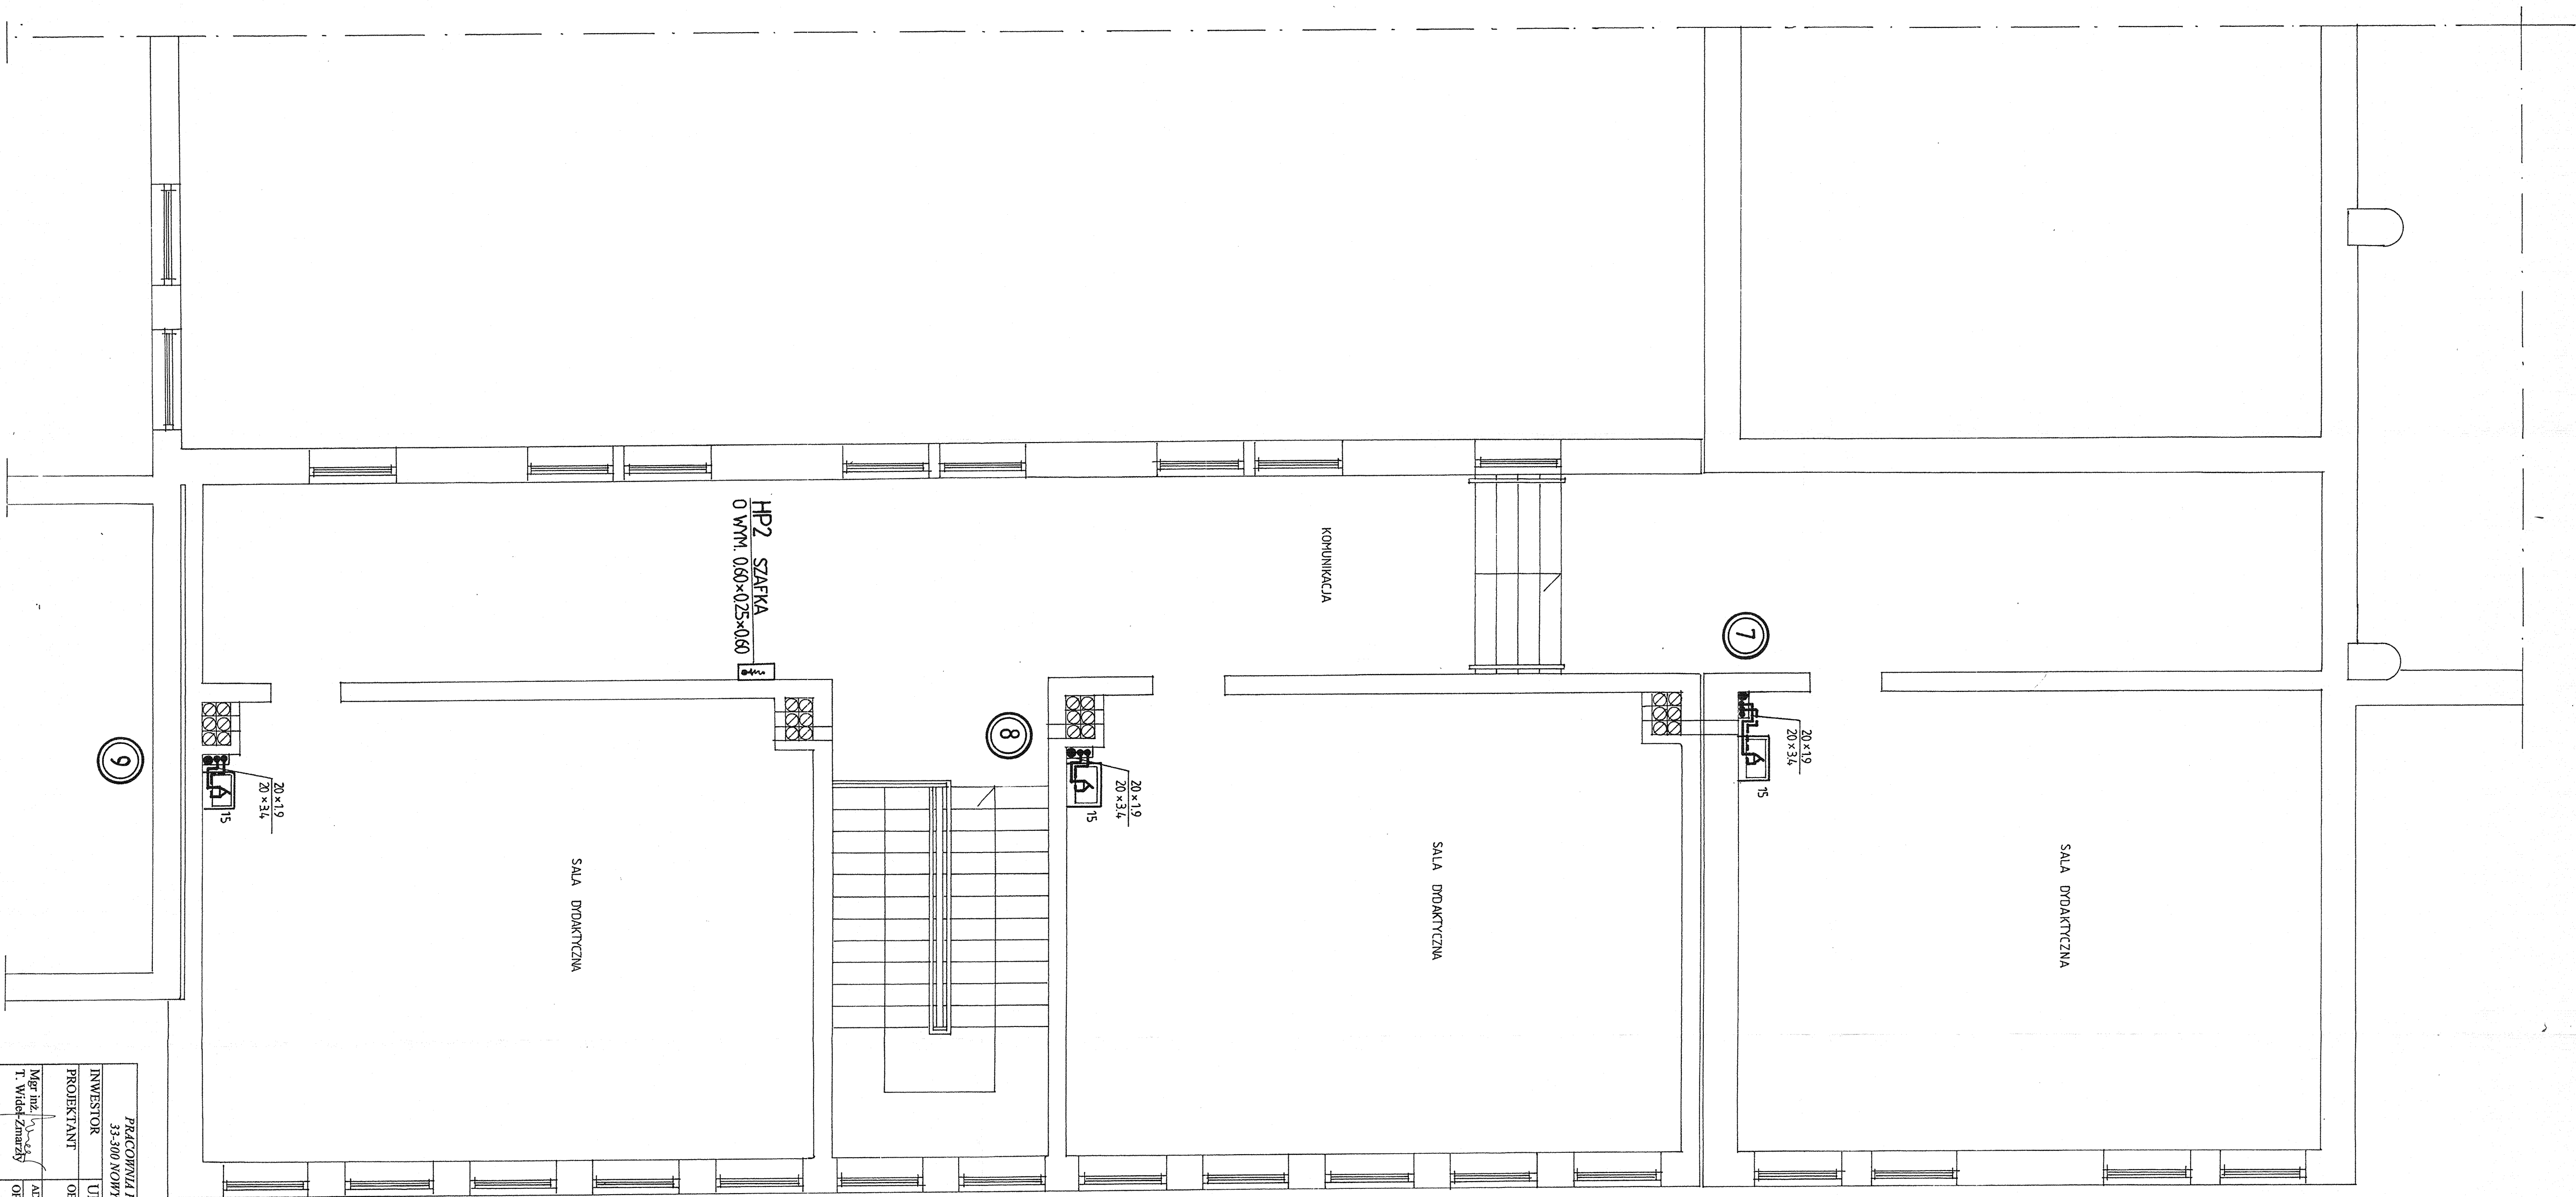 HP2 SZAFKA
O WYM. 0.60×0.25×0.60
KOMUNIKACJA
7
8
9
20×1.9
20×3.4
15
20×1.9
20×3.4
15
20×1.9
20×3.4
15
SALA DYDAKTYCZNA
SALA DYDAKTYCZNA
SALA DYDAKTYCZNA
PRACOWNIA
33-300 NOWY
INWESTOR
PROJEKTANT
Mgr inż.
T. Wideł-Zmarzły